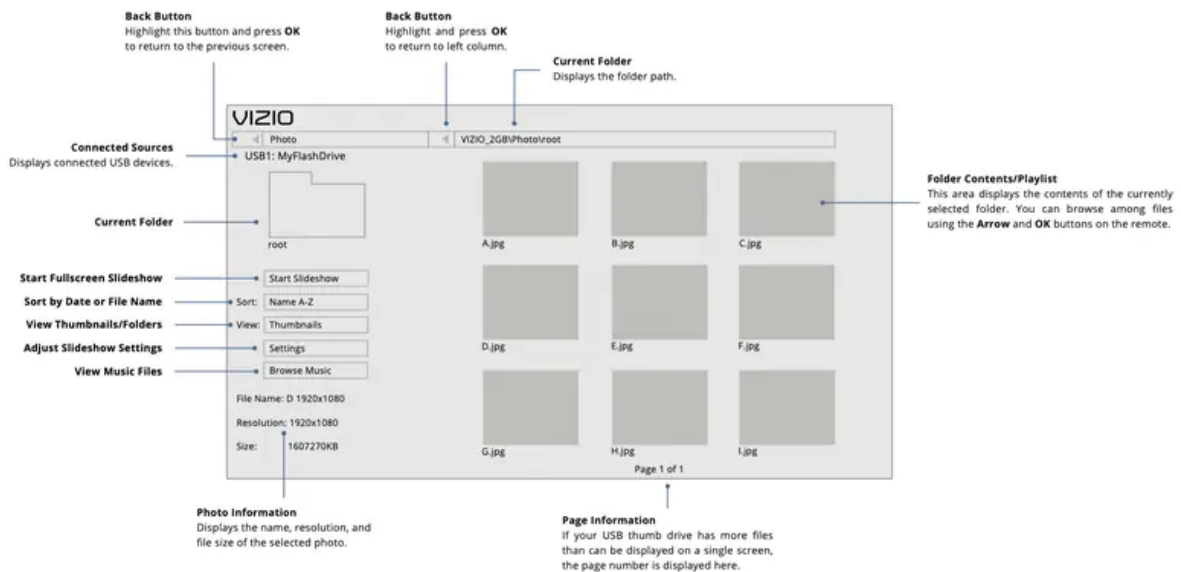 Back Button
Highlight this button and press OK
to return to the previous screen.
Back Button
Highlight and press OK
to return to left column.
Current Folder
Displays the folder path.
VIZIO
Photo
VIZIO_2GB\Photo\root
Connected Sources
Displays connected USB devices.
USB1: MyFlashDrive
Current Folder
root
Start Fullscreen Slideshow
Start Slideshow
Sort by Date or File Name
Sort: Name A-Z
View Thumbnails/Folders
View: Thumbnails
Adjust Slideshow Settings
Settings
View Music Files
Browse Music
File Name: D 1920x1080
Resolution: 1920x1080
Size: 1607270KB
A.jpg
B.jpg
C.jpg
D.jpg
E.jpg
F.jpg
G.jpg
H.jpg
I.jpg
Page 1 of 1
Folder Contents/Playlist
This area displays the contents of the currently
selected folder. You can browse among files
using the Arrow and OK buttons on the remote.
Photo Information
Displays the name, resolution, and
file size of the selected photo.
Page Information
If your USB thumb drive has more files
than can be displayed on a single screen,
the page number is displayed here.